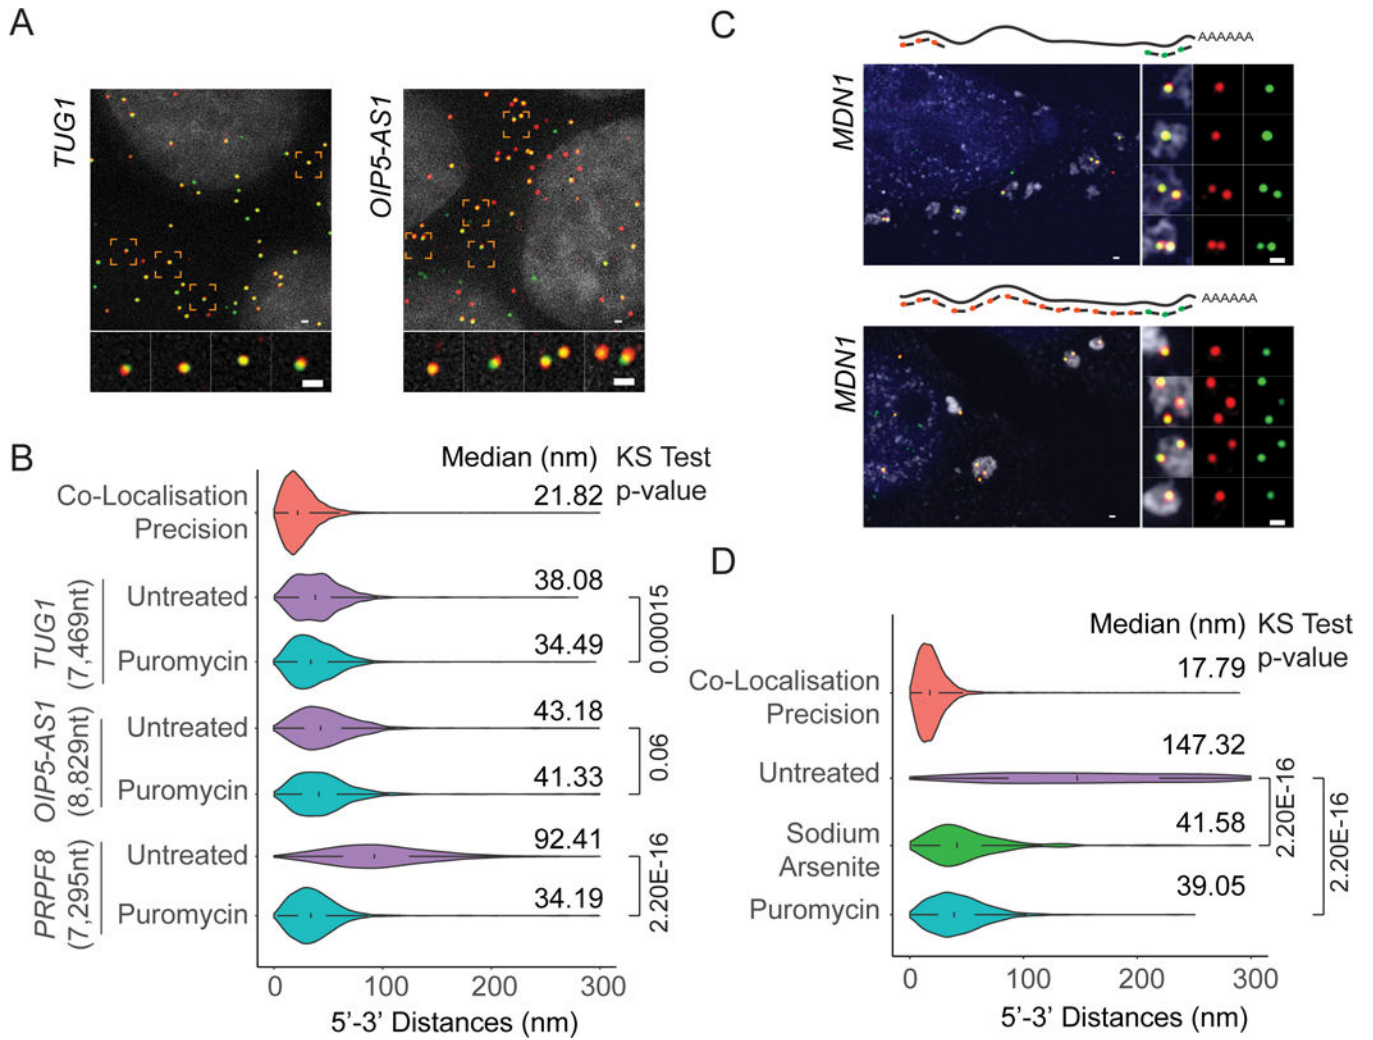 A
TUG1
OIP5-AS1
B
Median (nm)
KS Test
p-value
Co-Localisation
Precision
21.82
TUG1
(7,469nt)
Untreated
38.08
Puromycin
34.49
0.00015
OIP5-AS1
(8,829nt)
Untreated
43.18
Puromycin
41.33
0.06
PRPF8
(7,295nt)
Untreated
92.41
Puromycin
34.19
2.20E-16
0
100
200
300
5’-3’ Distances (nm)
C
AAAAAA
MDN1
AAAAAA
MDN1
D
Median (nm)
KS Test
p-value
Co-Localisation
Precision
17.79
Untreated
147.32
Sodium
Arsenite
41.58
Puromycin
39.05
2.20E-16
2.20E-16
0
100
200
300
5’-3’ Distances (nm)